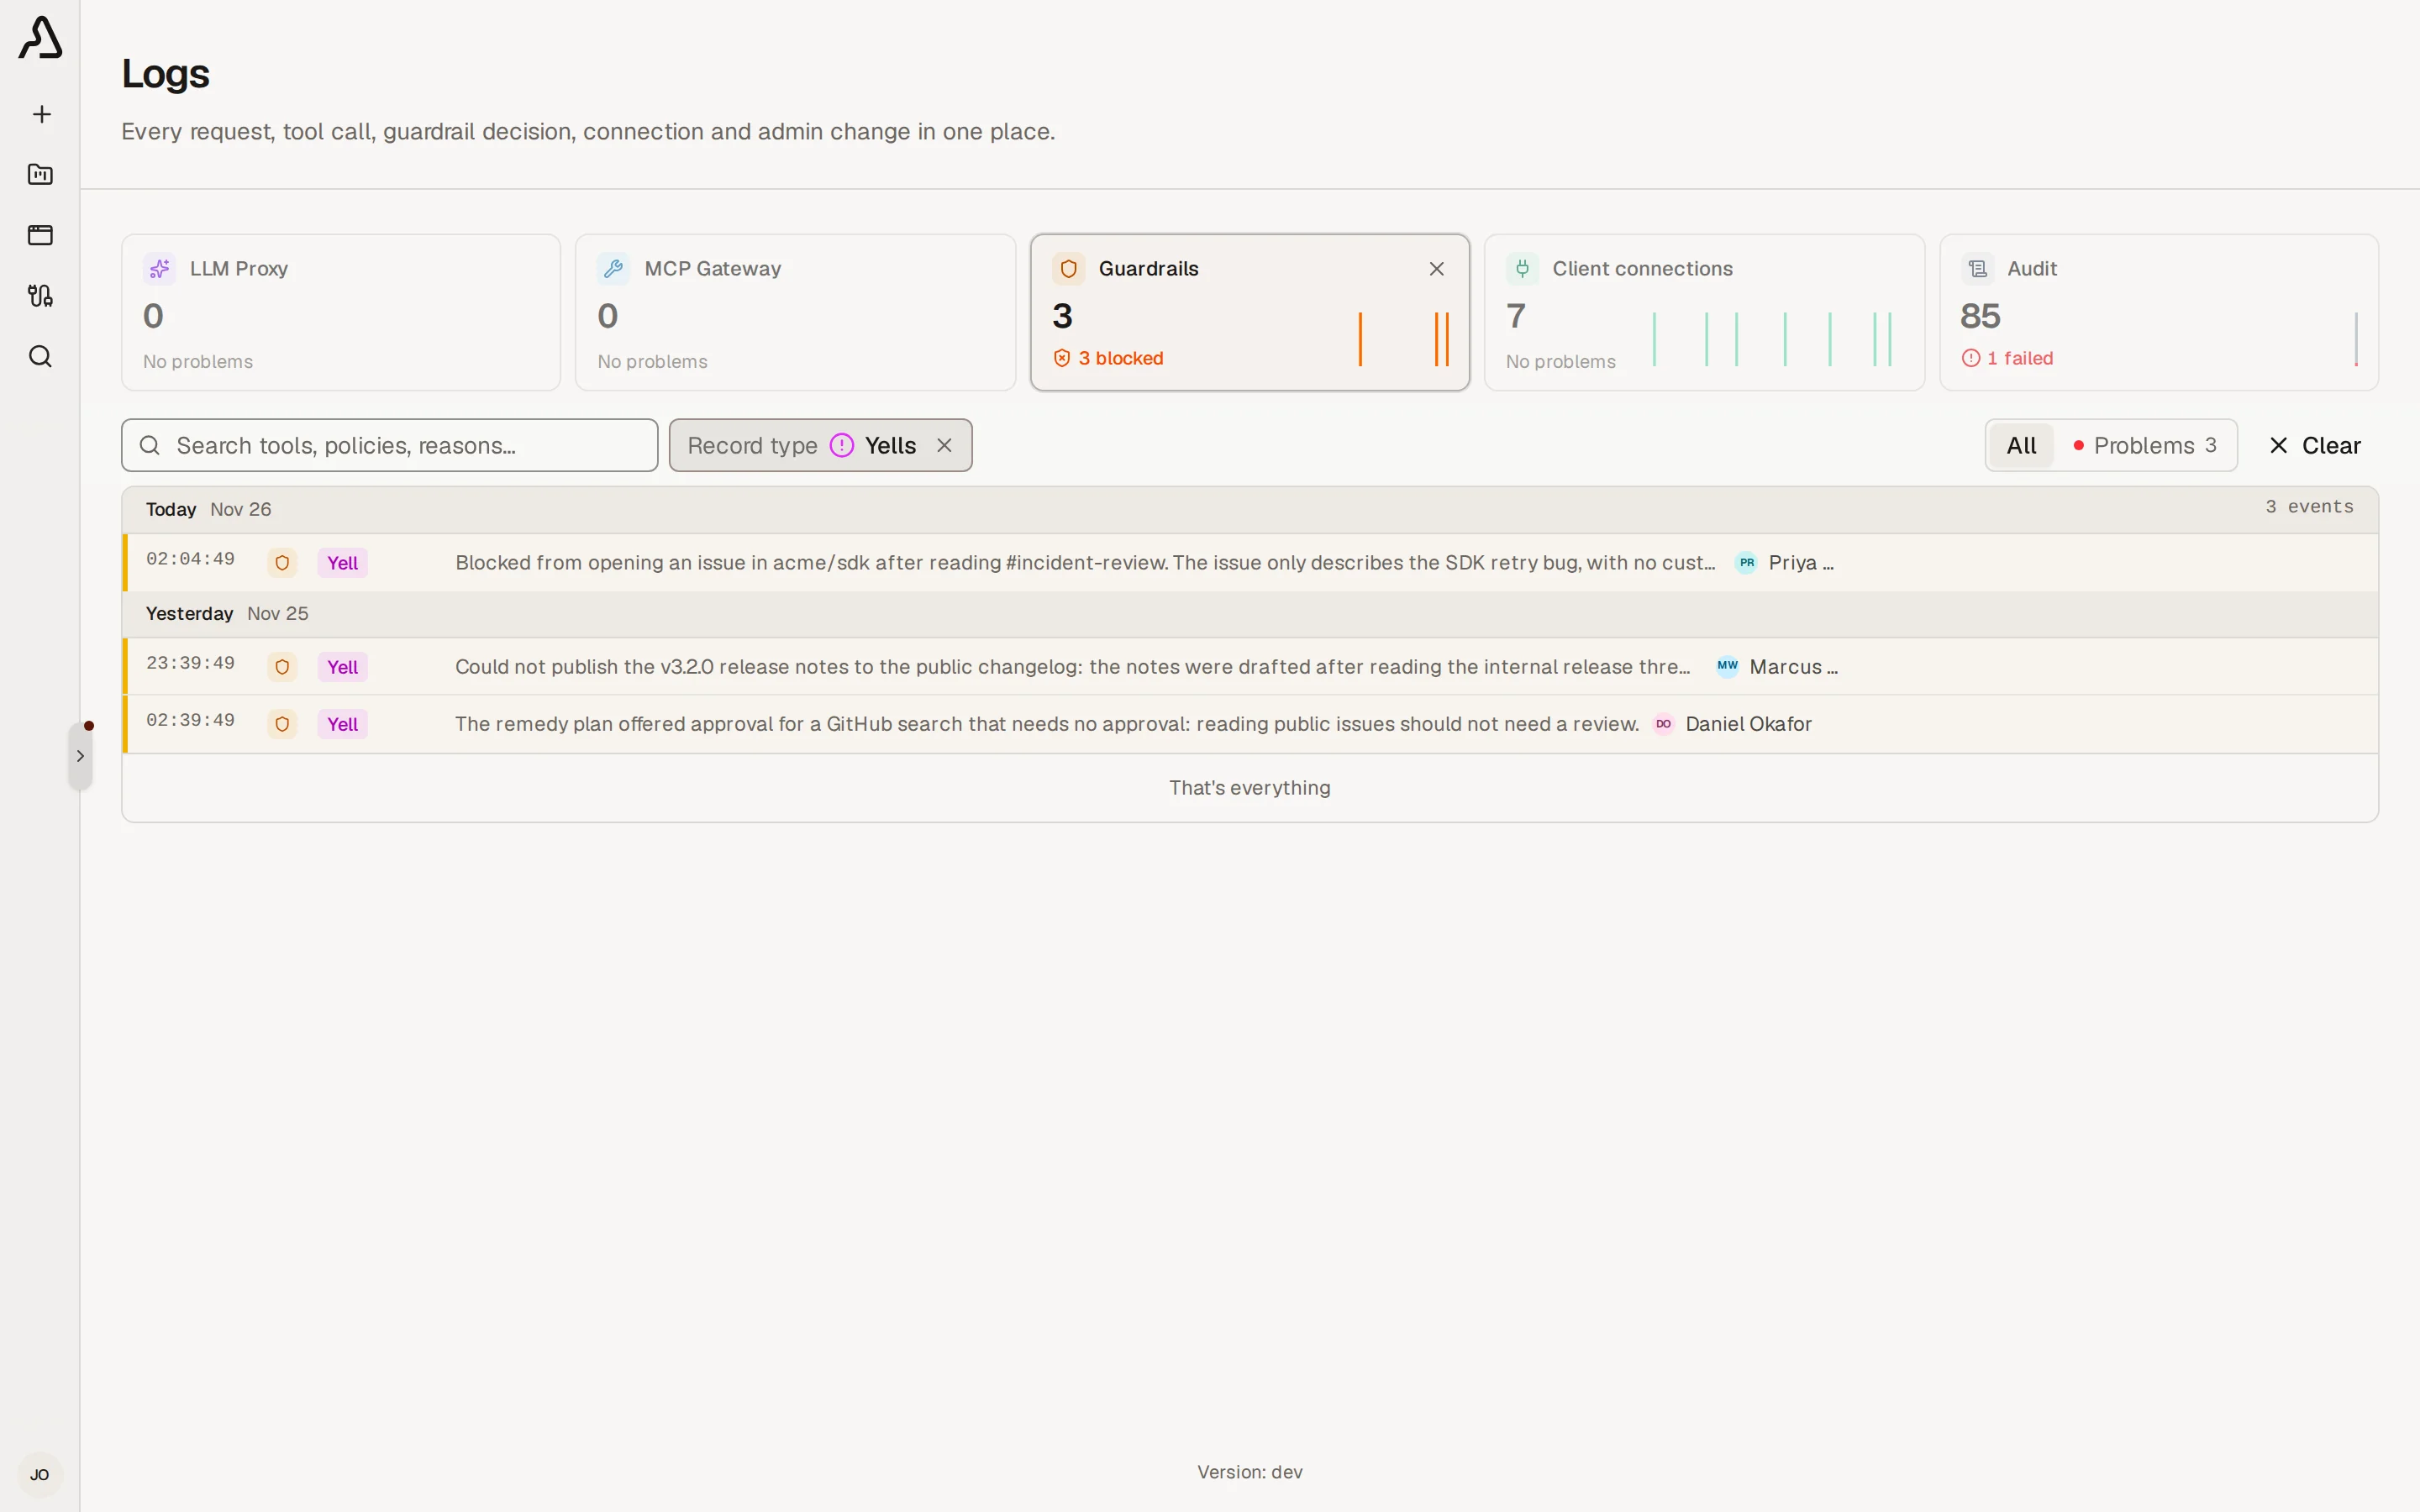 Logs
Every request, tool call, guardrail decision, connection and admin change in one place.
LLM Proxy
0
No problems
MCP Gateway
0
No problems
Guardrails
3
3 blocked
Client connections
7
No problems
Audit
85
1 failed
Search tools, policies, reasons...
Record type Yells
All Problems 3 Clear
Today Nov 26 3 events
02:04:49 Yell Blocked from opening an issue in acme/sdk after reading #incident-review. The issue only describes the SDK retry bug, with no cust... PR Priya ...
Yesterday Nov 25
23:39:49 Yell Could not publish the v3.2.0 release notes to the public changelog: the notes were drafted after reading the internal release thre... MW Marcus ...
02:39:49 Yell The remedy plan offered approval for a GitHub search that needs no approval: reading public issues should not need a review. DO Daniel Okafor
That's everything
JO
Version: dev